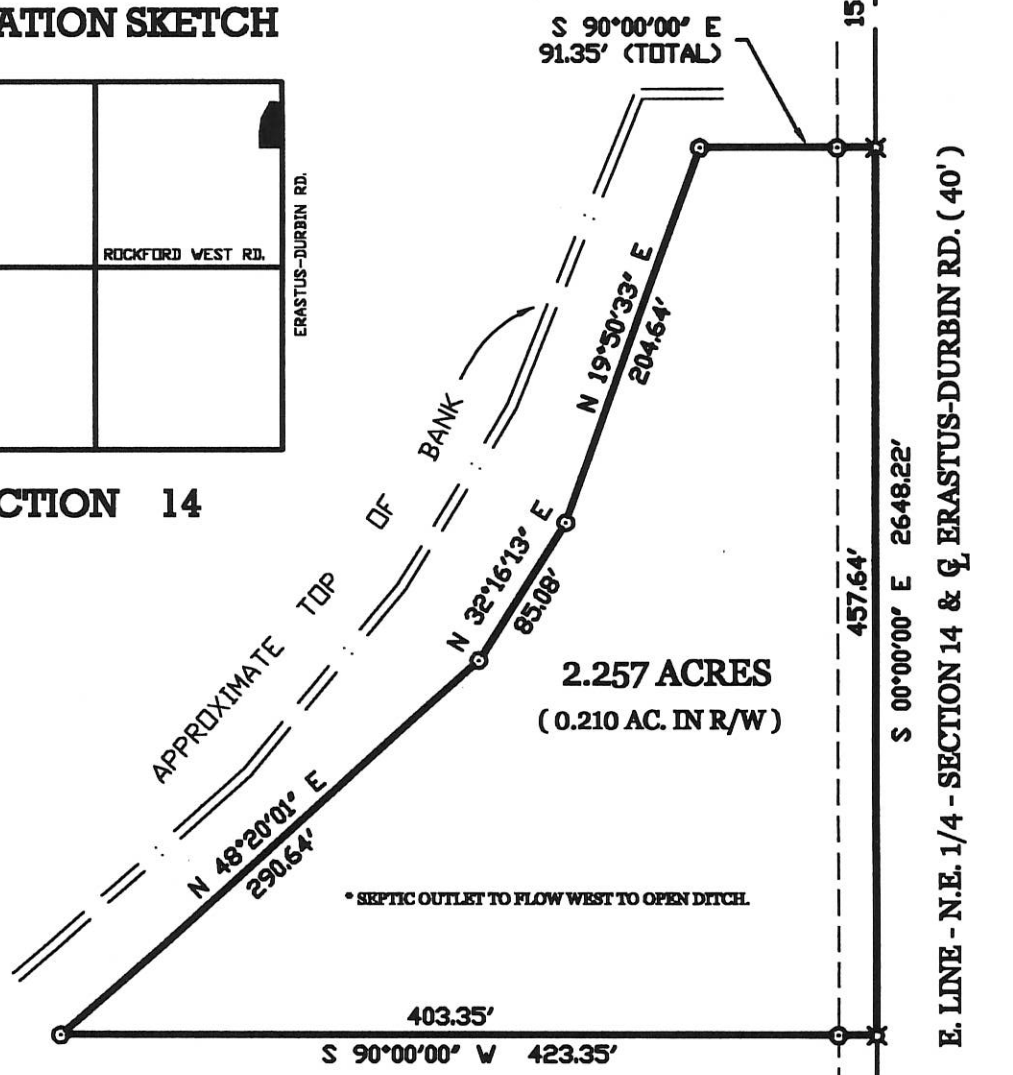 ATION SKETCH
ROCKFORD WEST RD.
ERASTUS-DURBIN RD.
CTION 14
S 90°00'00" E
91.35' (TOTAL)
15
N 19°50'33" E
204.64'
APPROXIMATE TOP OF BANK
N 32°16'13" E
85.08'
2.257 ACRES
( 0.210 AC. IN R/W )
457.64'
S 00°00'00" E 2648.22'
E. LINE - N.E. 1/4 - SECTION 14 & ℄ ERASTUS-DURBIN RD. ( 40' )
N 48°20'01" E
290.64'
* SEPTIC OUTLET TO FLOW WEST TO OPEN DITCH.
403.35'
S 90°00'00" W 423.35'